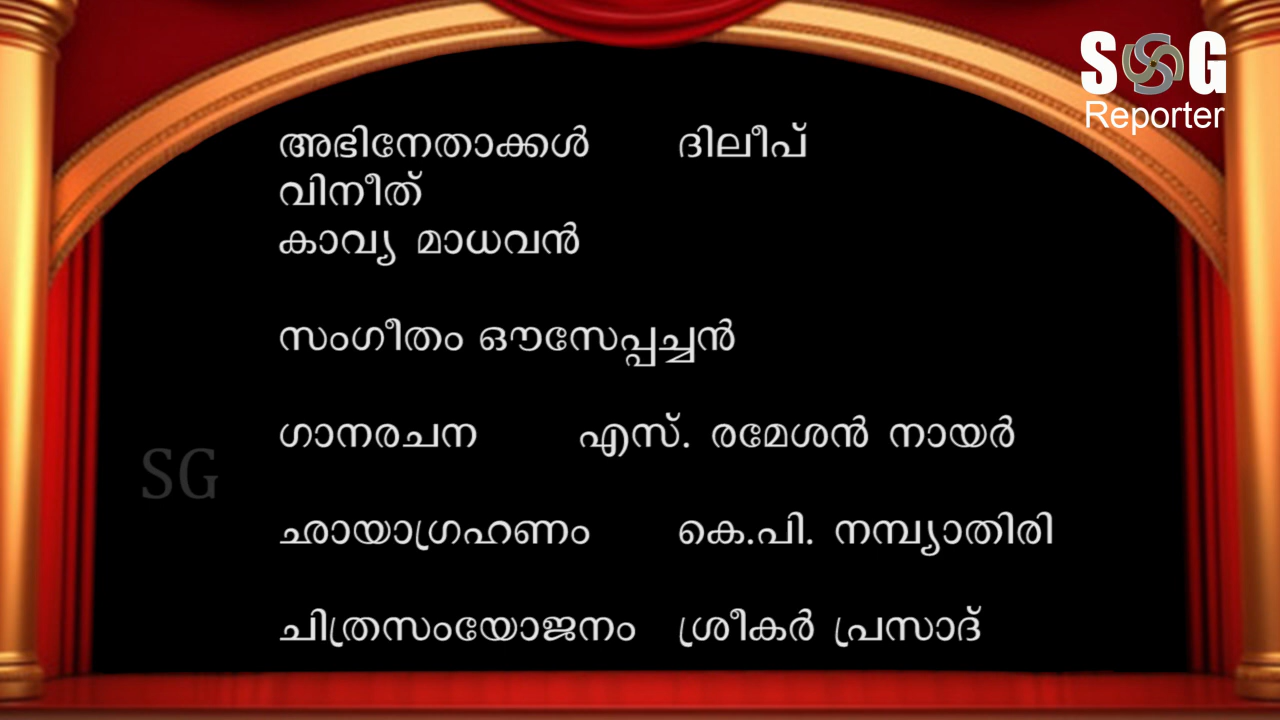 SG
Reporter
അഭിനേതാക്കൾ ദിലീപ്
വിനീത്
കാവ്യ മാധവൻ
സംഗീതം ഔസേപ്പച്ചൻ
ഗാനരചന എസ്. രമേശൻ നായർ
SG
ഛായാഗ്രഹണം കെ.പി. നമ്പ്യാതിരി
ചിത്രസംയോജനം ശ്രീകർ പ്രസാദ്